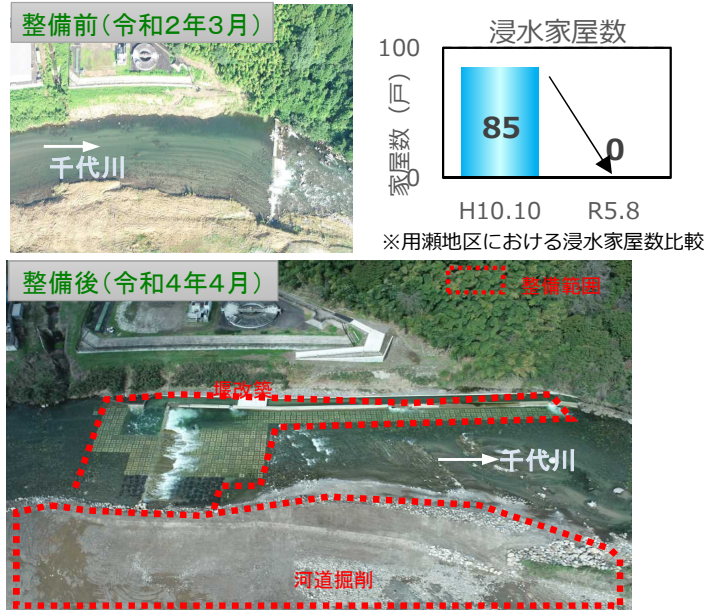 整備前(令和2年3月)
千代川
浸水家屋数
100
家屋数（戸）
0
85
0
H10.10
R5.8
※用瀬地区における浸水家屋数比較
整備後(令和4年4月)
整備範囲
堰改築
千代川
河道掘削